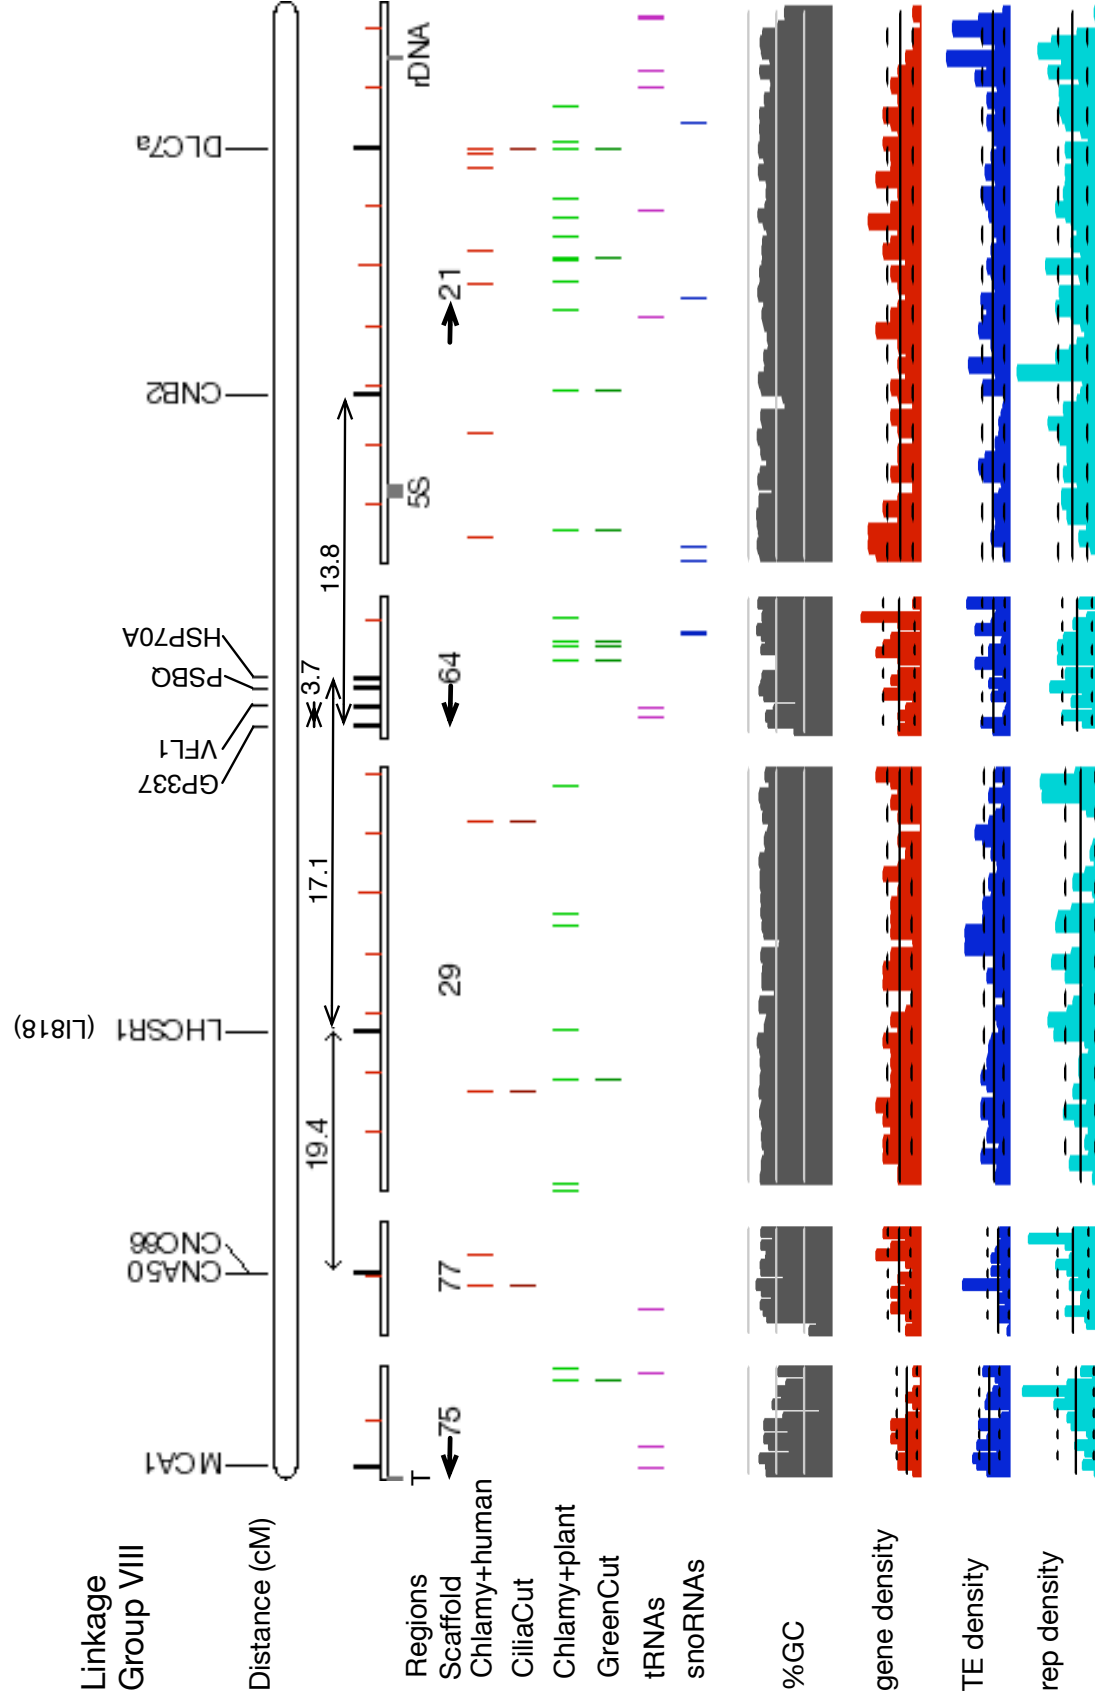 Linkage
Group VIII
(LI818)
MCA1
CNA50
CNC66
LHCSR1
GP337
VFL1
PSBQ
HSP70A
CNB2
DLC7a
Distance (cM)
19.4
17.1
3.7
13.8
Regions
T
5S
rDNA
Scaffold
75
77
29
64
21
Chlamy+human
CiliaCut
Chlamy+plant
GreenCut
tRNAs
snoRNAs
%GC
gene density
TE density
rep density